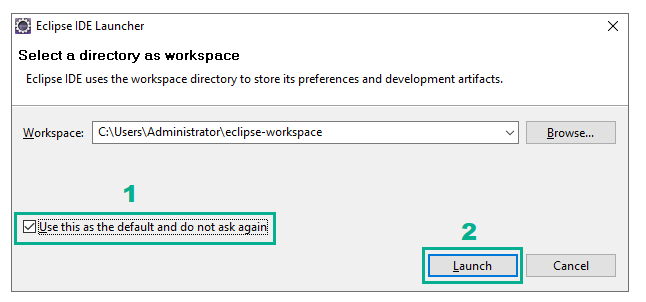 Eclipse IDE Launcher
Select a directory as workspace
Eclipse IDE uses the workspace directory to store its preferences and development artifacts.
Workspace: C:\Users\Administrator\eclipse-workspace Browse...
1
Use this as the default and do not ask again
2
Launch Cancel